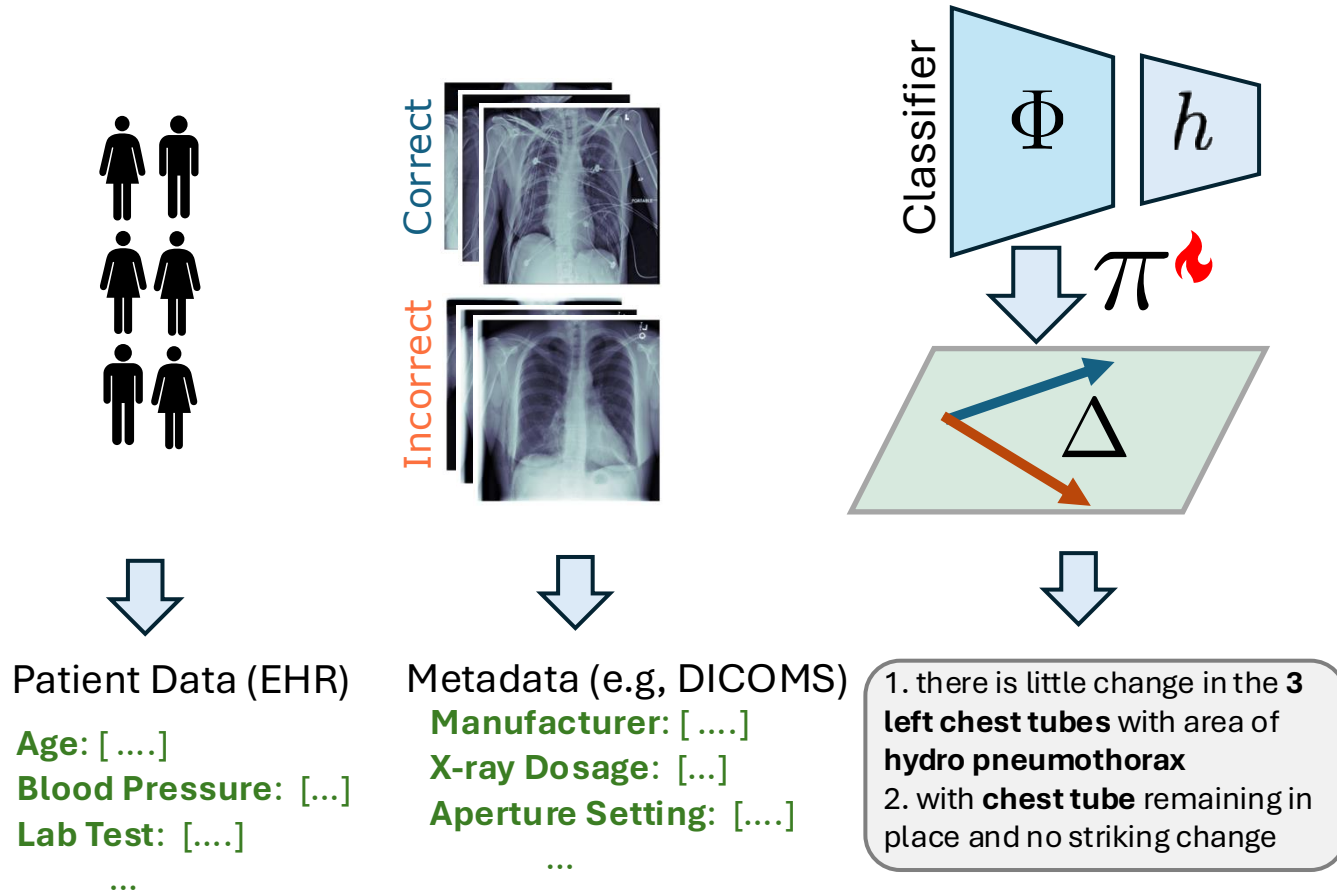 Correct
Incorrect
Classifier
Φ
h
π
Δ
Patient Data (EHR)
Age: [ ....]
Blood Pressure: [...]
Lab Test: [....]
...
Metadata (e.g, DICOMS)
Manufacturer: [ ....]
X-ray Dosage: [...]
Aperture Setting: [....]
...
1. there is little change in the 3
left chest tubes with area of
hydro pneumothorax
2. with chest tube remaining in
place and no striking change